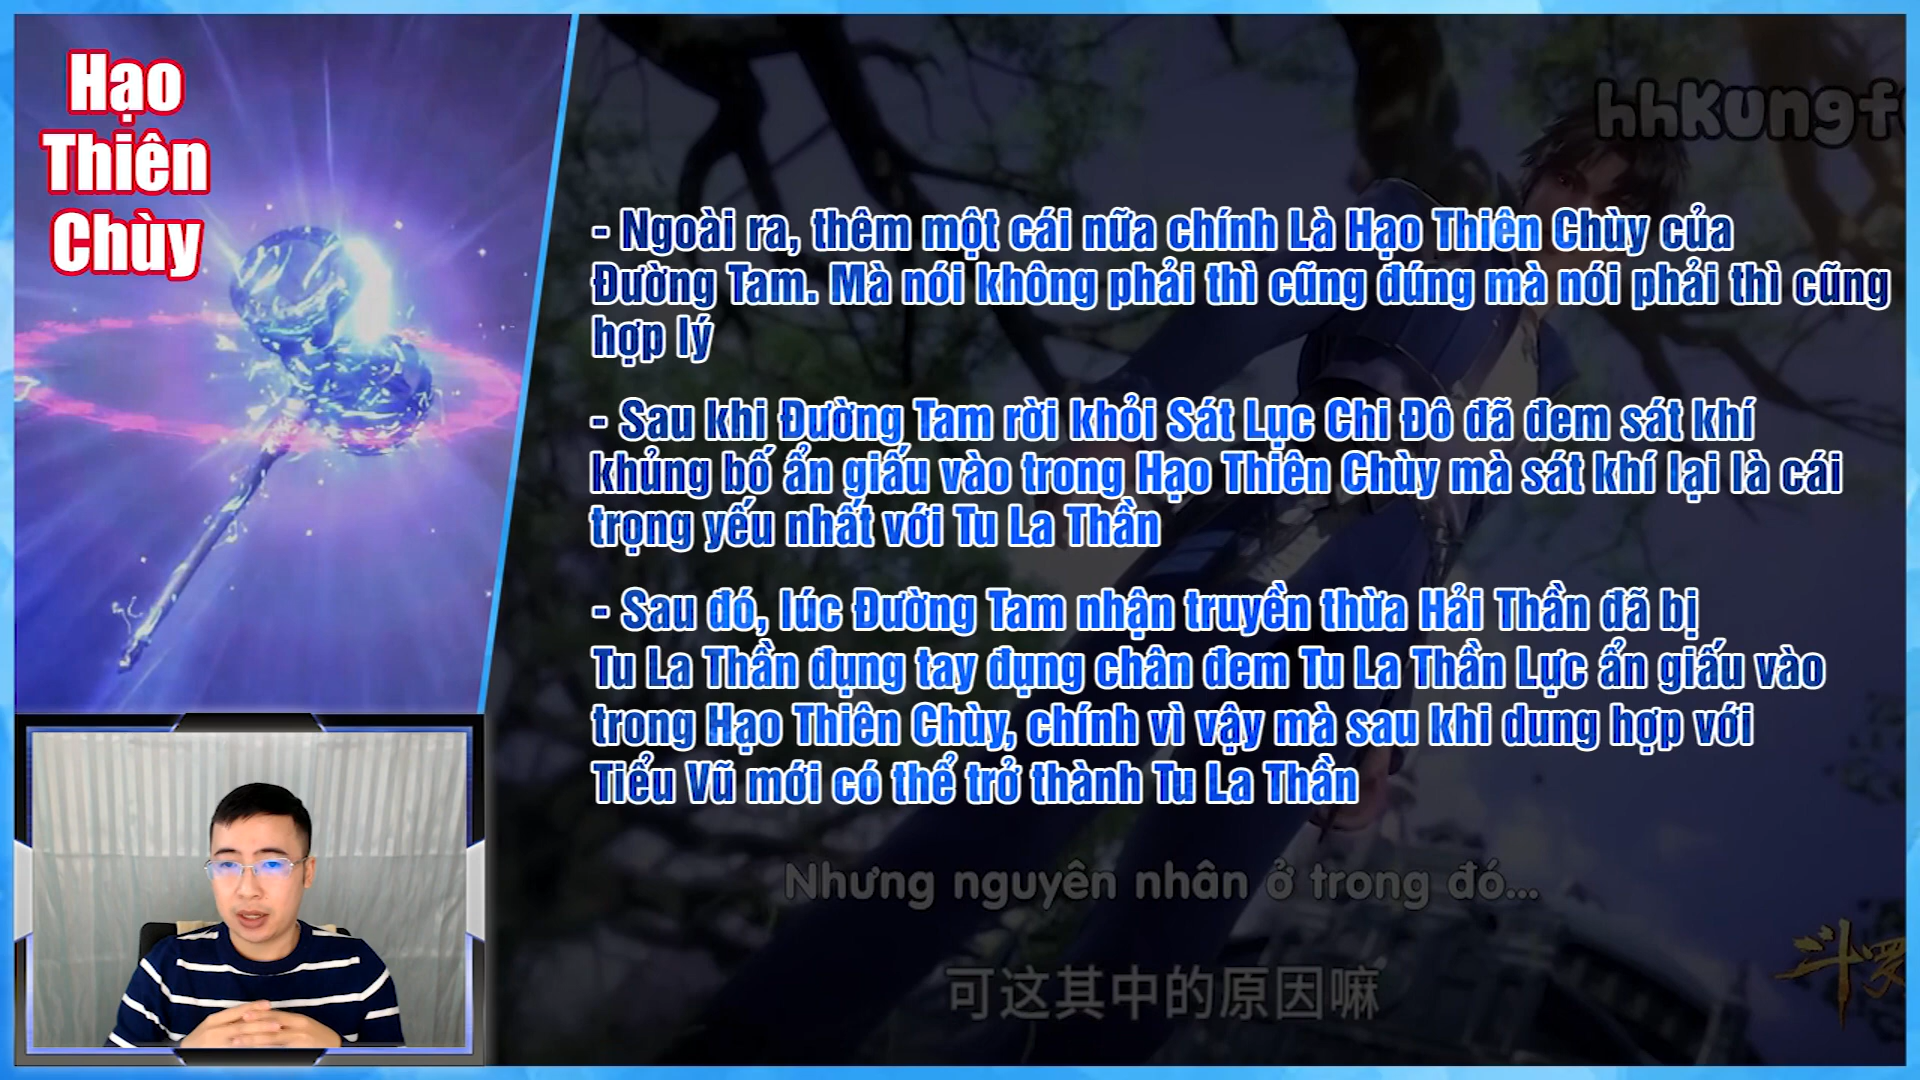 Hạo
Thiên
Chùy
hhKungf
- Ngoài ra, thêm một cái nữa chính Là Hạo Thiên Chùy của
Đường Tam. Mà nói không phải thì cũng đúng mà nói phải thì cũng
hợp lý
- Sau khi Đường Tam rời khỏi Sát Lục Chi Đô đã đem sát khí
khủng bố ẩn giấu vào trong Hạo Thiên Chùy mà sát khí lại là cái
trọng yếu nhất với Tu La Thần
- Sau đó, lúc Đường Tam nhận truyền thừa Hải Thần đã bị
Tu La Thần đụng tay đụng chân đem Tu La Thần Lực ẩn giấu vào
trong Hạo Thiên Chùy, chính vì vậy mà sau khi dung hợp với
Tiểu Vũ mới có thể trở thành Tu La Thần
Nhưng nguyên nhân ở trong đó...
可这其中的原因嘛
斗罗